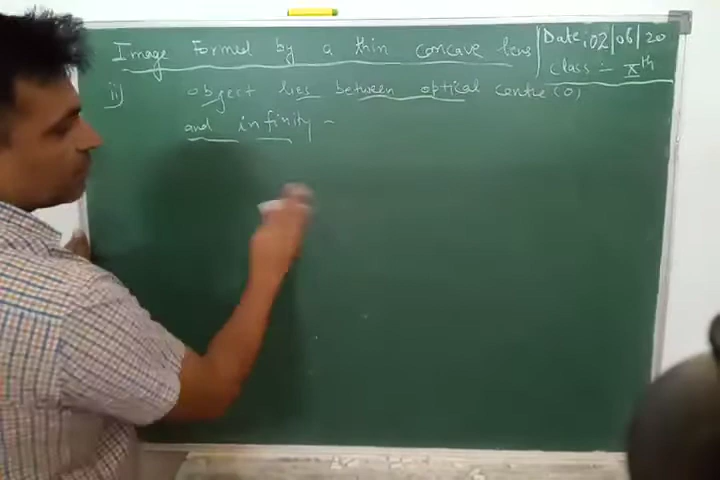 Image Formed by a thin concave lens
Date: 02/06/20
class :- Xth
ii) object lies between optical centre (O)
and infinity -